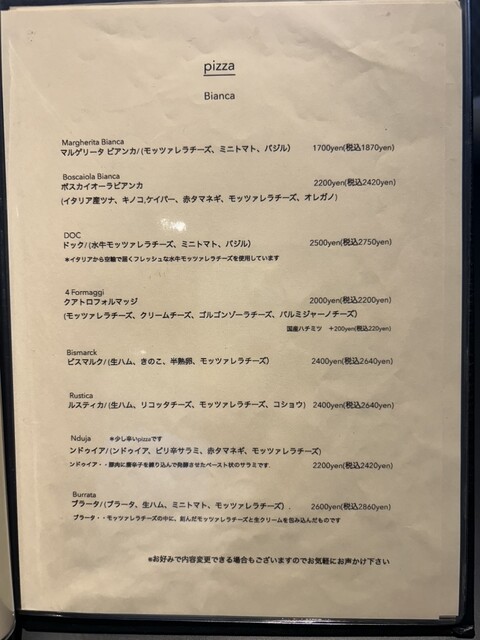 pizza
Bianca
Margherita Bianca
マルゲリータ ビアンカ/ (モッツァレラチーズ、ミニトマト、バジル) 1700yen(税込1870yen)
Boscaiola Bianca
ボスカイオーラビアンカ 2200yen(税込2420yen)
(イタリア産ツナ、キノコ,ケイパー、赤タマネギ、モッツァレラチーズ、オレガノ)
DOC
ドック/ (水牛モッツァレラチーズ、ミニトマト、バジル) 2500yen(税込2750yen)
*イタリアから空輸で届くフレッシュな水牛モッツァレラチーズを使用しています
4 Formaggi
クアトロフォルマッジ 2000yen(税込2200yen)
(モッツァレラチーズ、クリームチーズ、ゴルゴンゾーラチーズ、パルミジャーノチーズ)
国産ハチミツ +200yen(税込220yen)
Bismarck
ビスマルク/ (生ハム、きのこ、半熟卵、モッツァレラチーズ) 2400yen(税込2640yen)
Rustica
ルスティカ/ (生ハム、リコッタチーズ、モッツァレラチーズ、コショウ) 2400yen(税込2640yen)
Nduja *少し辛いpizzaです
ンドゥイア/ (ンドゥイア、ピリ辛サラミ、赤タマネギ、モッツァレラチーズ)
ンドゥイア・・豚肉に唐辛子を練り込んで発酵させたペースト状のサラミです. 2200yen(税込2420yen)
Burrata
ブラータ/ (ブラータ、生ハム、ミニトマト、モッツァレラチーズ) . 2600yen(税込2860yen)
ブラータ・・モッツァレラチーズの中に、刻んだモッツァレラチーズと生クリームを包み込んだものです
*お好みで内容変更できる場合もございますのでお気軽にお声かけ下さい